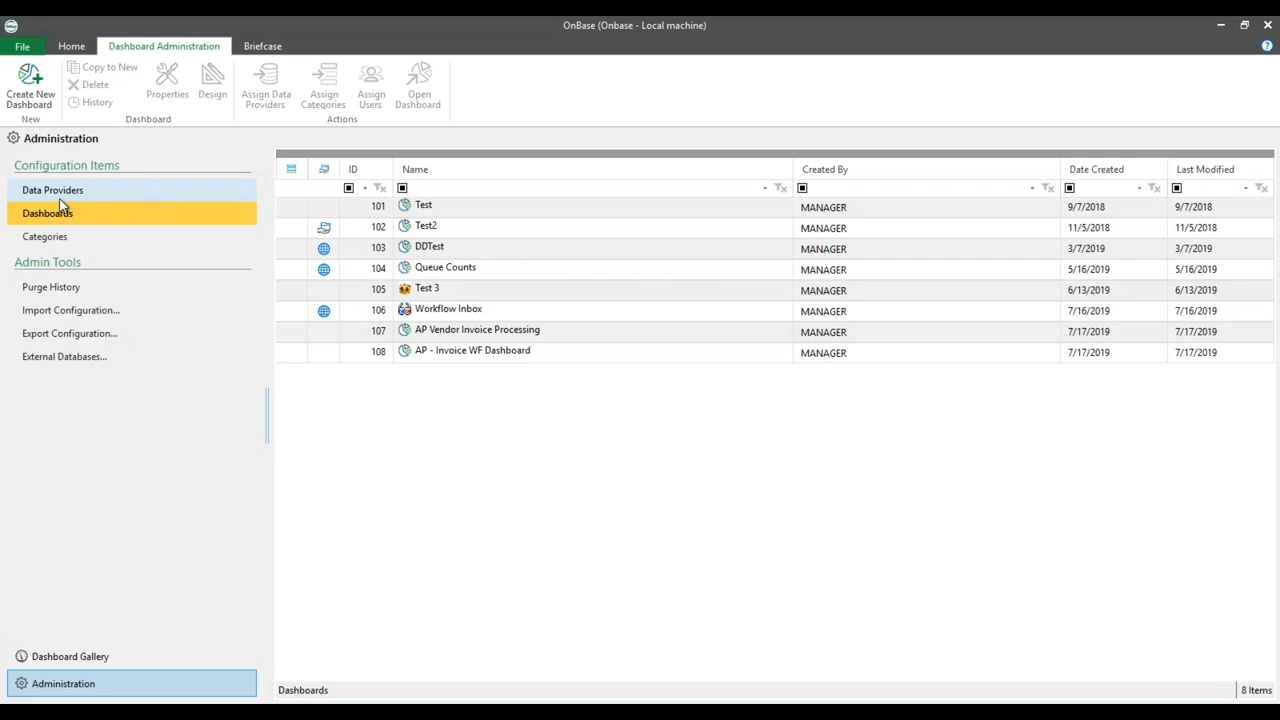 OnBase (Onbase - Local machine)
File Home Dashboard Administration Briefcase
Create New Dashboard
New
Copy to New
Delete
History
Properties
Design
Dashboard
Assign Data Providers
Assign Categories
Assign Users
Open Dashboard
Actions
Administration
Configuration Items
Data Providers
Dashboards
Categories
Admin Tools
Purge History
Import Configuration...
Export Configuration...
External Databases...
Dashboard Gallery
Administration
ID Name Created By Date Created Last Modified
101 Test MANAGER 9/7/2018 9/7/2018
102 Test2 MANAGER 11/5/2018 11/5/2018
103 DDTest MANAGER 3/7/2019 3/7/2019
104 Queue Counts MANAGER 5/16/2019 5/16/2019
105 Test 3 MANAGER 6/13/2019 6/13/2019
106 Workflow Inbox MANAGER 7/16/2019 7/16/2019
107 AP Vendor Invoice Processing MANAGER 7/17/2019 7/17/2019
108 AP - Invoice WF Dashboard MANAGER 7/17/2019 7/17/2019
Dashboards 8 Items